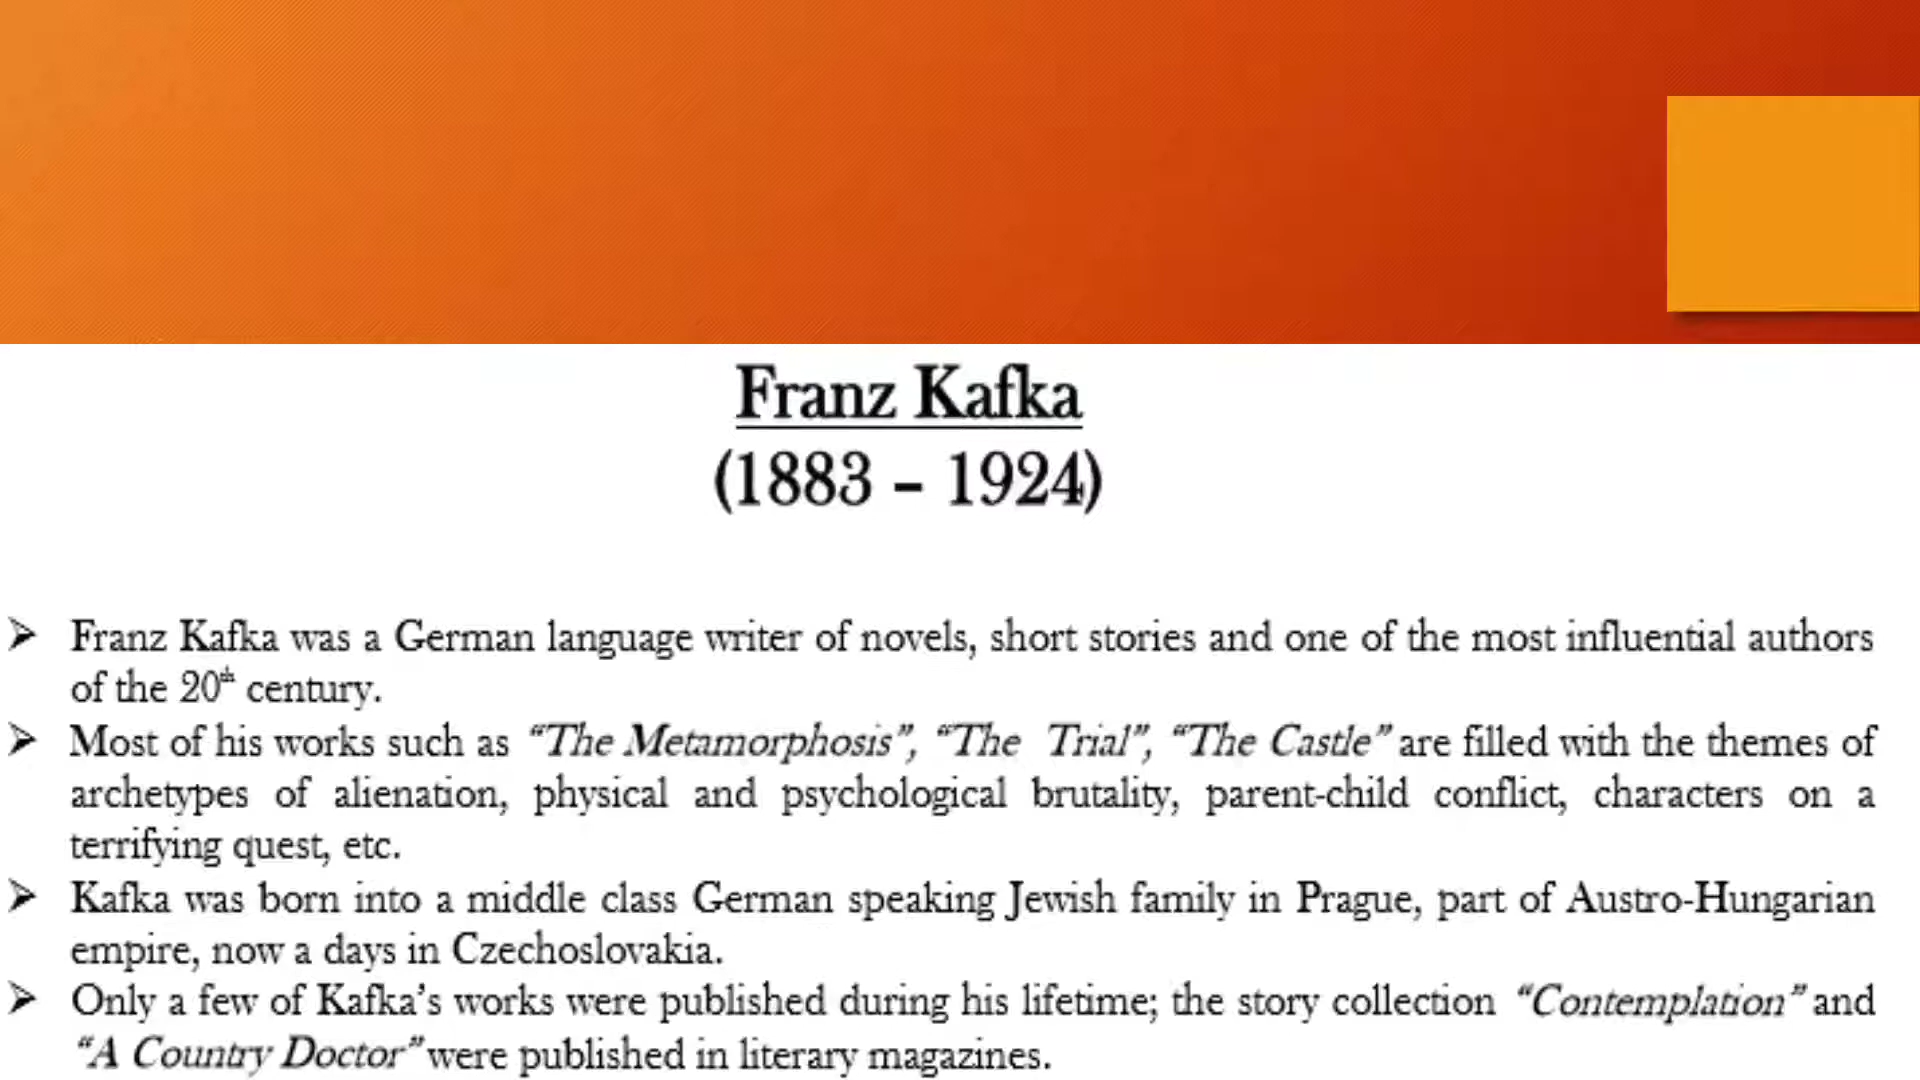 Franz Kafka
(1883 – 1924)
➢ Franz Kafka was a German language writer of novels, short stories and one of the most influential authors
of the 20th century.
➢ Most of his works such as “The Metamorphosis”, “The Trial”, “The Castle” are filled with the themes of
archetypes of alienation, physical and psychological brutality, parent-child conflict, characters on a
terrifying quest, etc.
➢ Kafka was born into a middle class German speaking Jewish family in Prague, part of Austro-Hungarian
empire, now a days in Czechoslovakia.
➢ Only a few of Kafka’s works were published during his lifetime; the story collection “Contemplation” and
“A Country Doctor” were published in literary magazines.